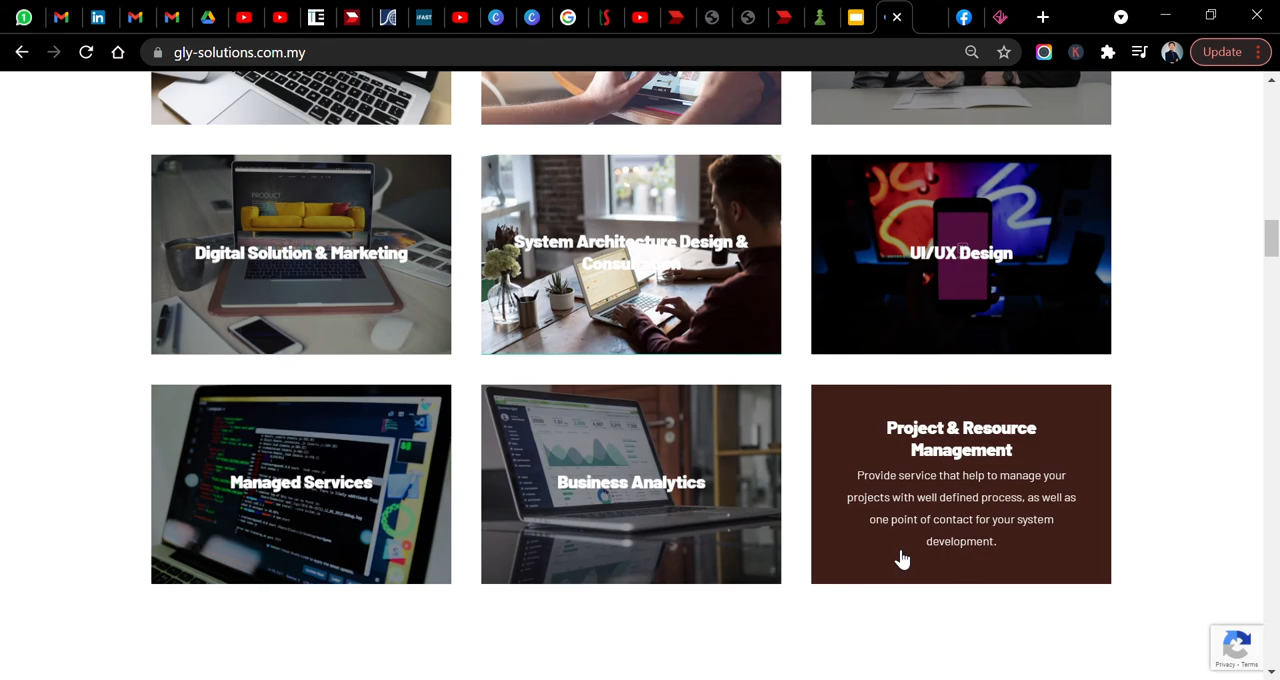 gly-solutions.com.my
Update
PRODUCT
Digital Solution & Marketing
System Architecture Design &
Consultation
UI/UX Design
Managed Services
Business Analytics
Project & Resource
Management
Provide service that help to manage your
projects with well defined process, as well as
one point of contact for your system
development.
Privacy - Terms